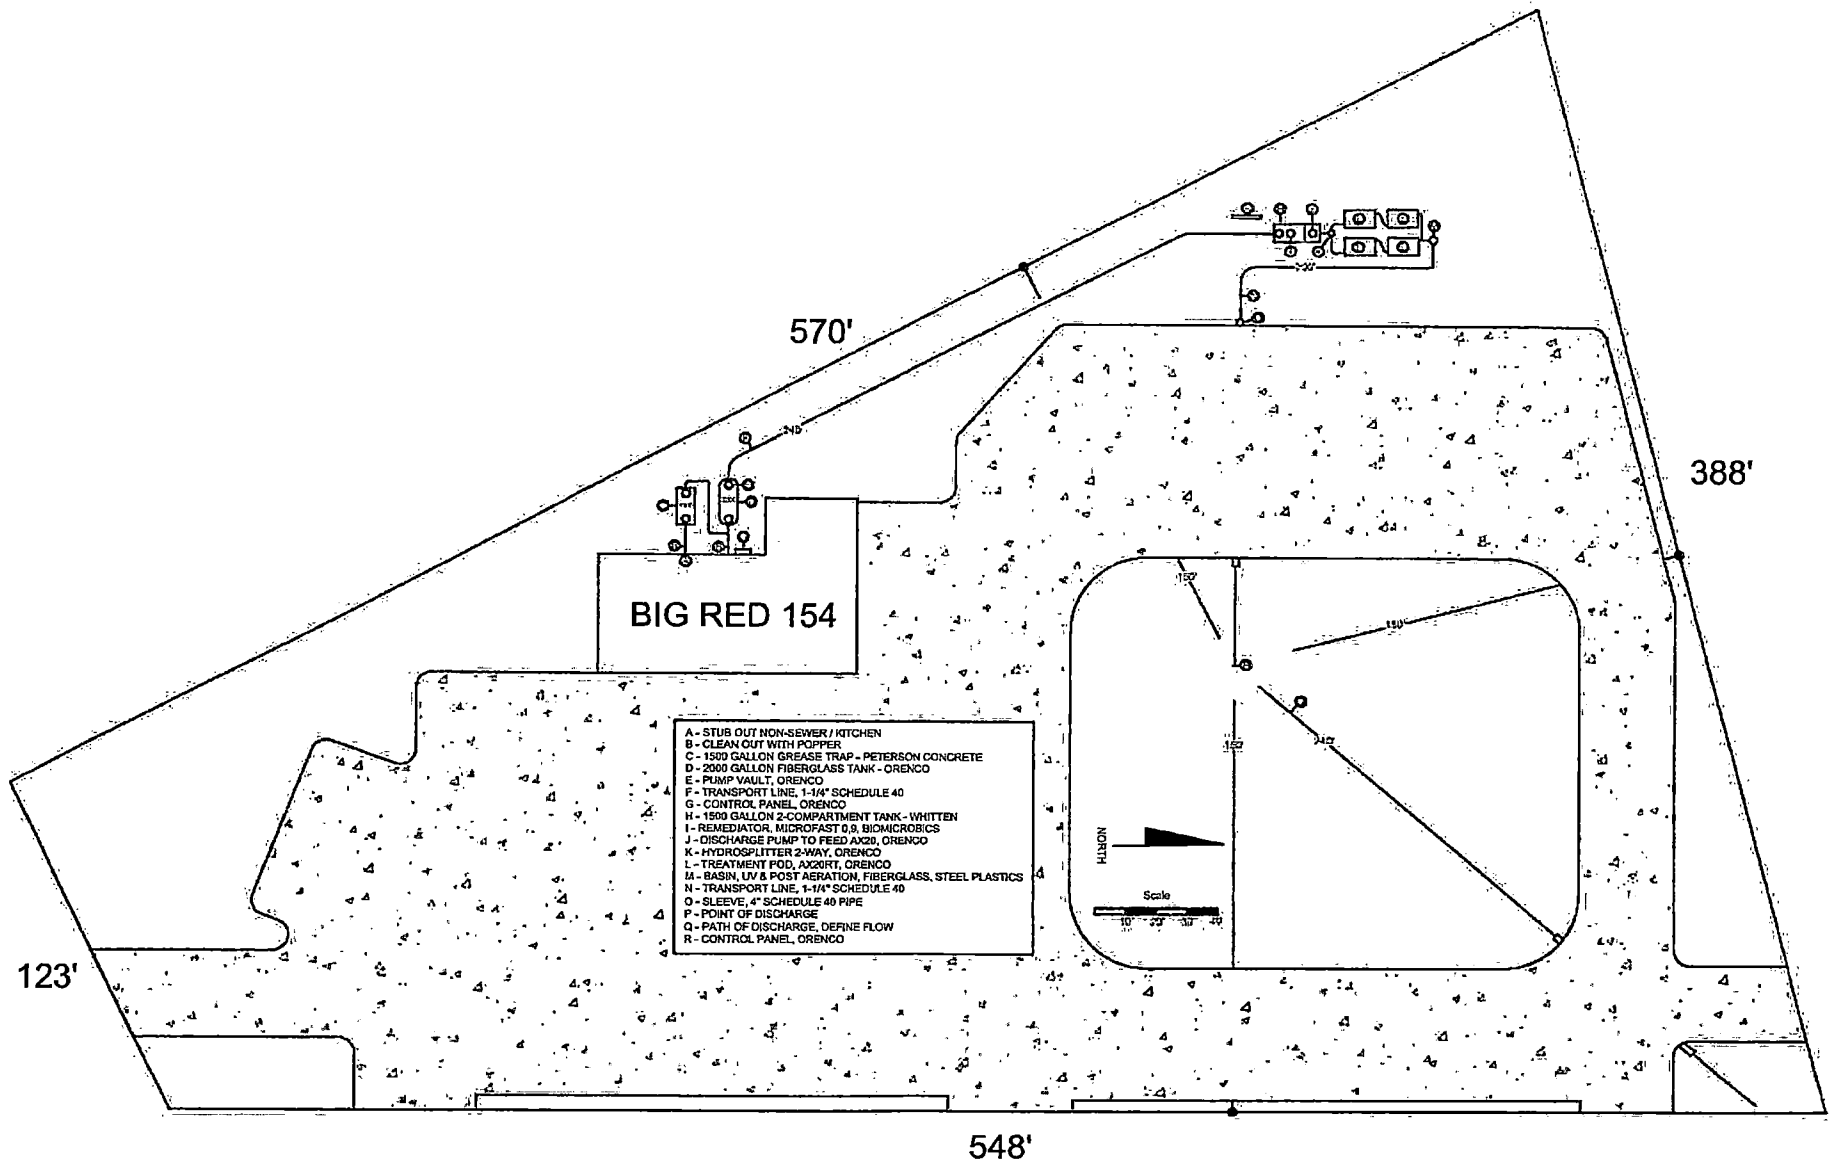 570'
240
388'
BIG RED 154
150'
150'
A - STUB OUT NON-SEWER / KITCHEN
B - CLEAN OUT WITH POPPER
C - 1500 GALLON GREASE TRAP - PETERSON CONCRETE
D - 2000 GALLON FIBERGLASS TANK - ORENCO
E - PUMP VAULT, ORENCO
F - TRANSPORT LINE, 1-1/4" SCHEDULE 40
G - CONTROL PANEL, ORENCO
H - 1500 GALLON 2-COMPARTMENT TANK - WHITTEN
I - REMEDIATOR, MICROFAST 0.9, BIOMICROBICS
J - DISCHARGE PUMP TO FEED AX20, ORENCO
K - HYDROSPLITTER 2-WAY, ORENCO
L - TREATMENT POD, AX20RT, ORENCO
M - BASIN, UV & POST AERATION, FIBERGLASS, STEEL PLASTICS
N - TRANSPORT LINE, 1-1/4" SCHEDULE 40
O - SLEEVE, 4" SCHEDULE 40 PIPE
P - POINT OF DISCHARGE
Q - PATH OF DISCHARGE, DEFINE FLOW
R - CONTROL PANEL, ORENCO
150'
240'
NORTH
Scale
10' 20' 30' 40'
123'
548'